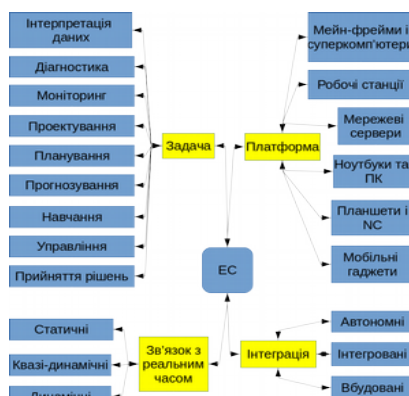 Інтерпретація
даних
Діагностика
Моніторинг
Проектування
Планування
Прогнозування
Навчання
Управління
Прийняття рішень
Задача
Платформа
Мейн-фрейми і
суперкомп'ютери
Робочі станції
Мережеві
сервери
Ноутбуки та
ПК
Планшети і
NC
Мобільні
гаджети
ЕС
Статичні
Квазі-динамічні
Динамічні
Зв'язок з
реальним
часом
Інтеграція
Автономні
Інтегровані
Вбудовані